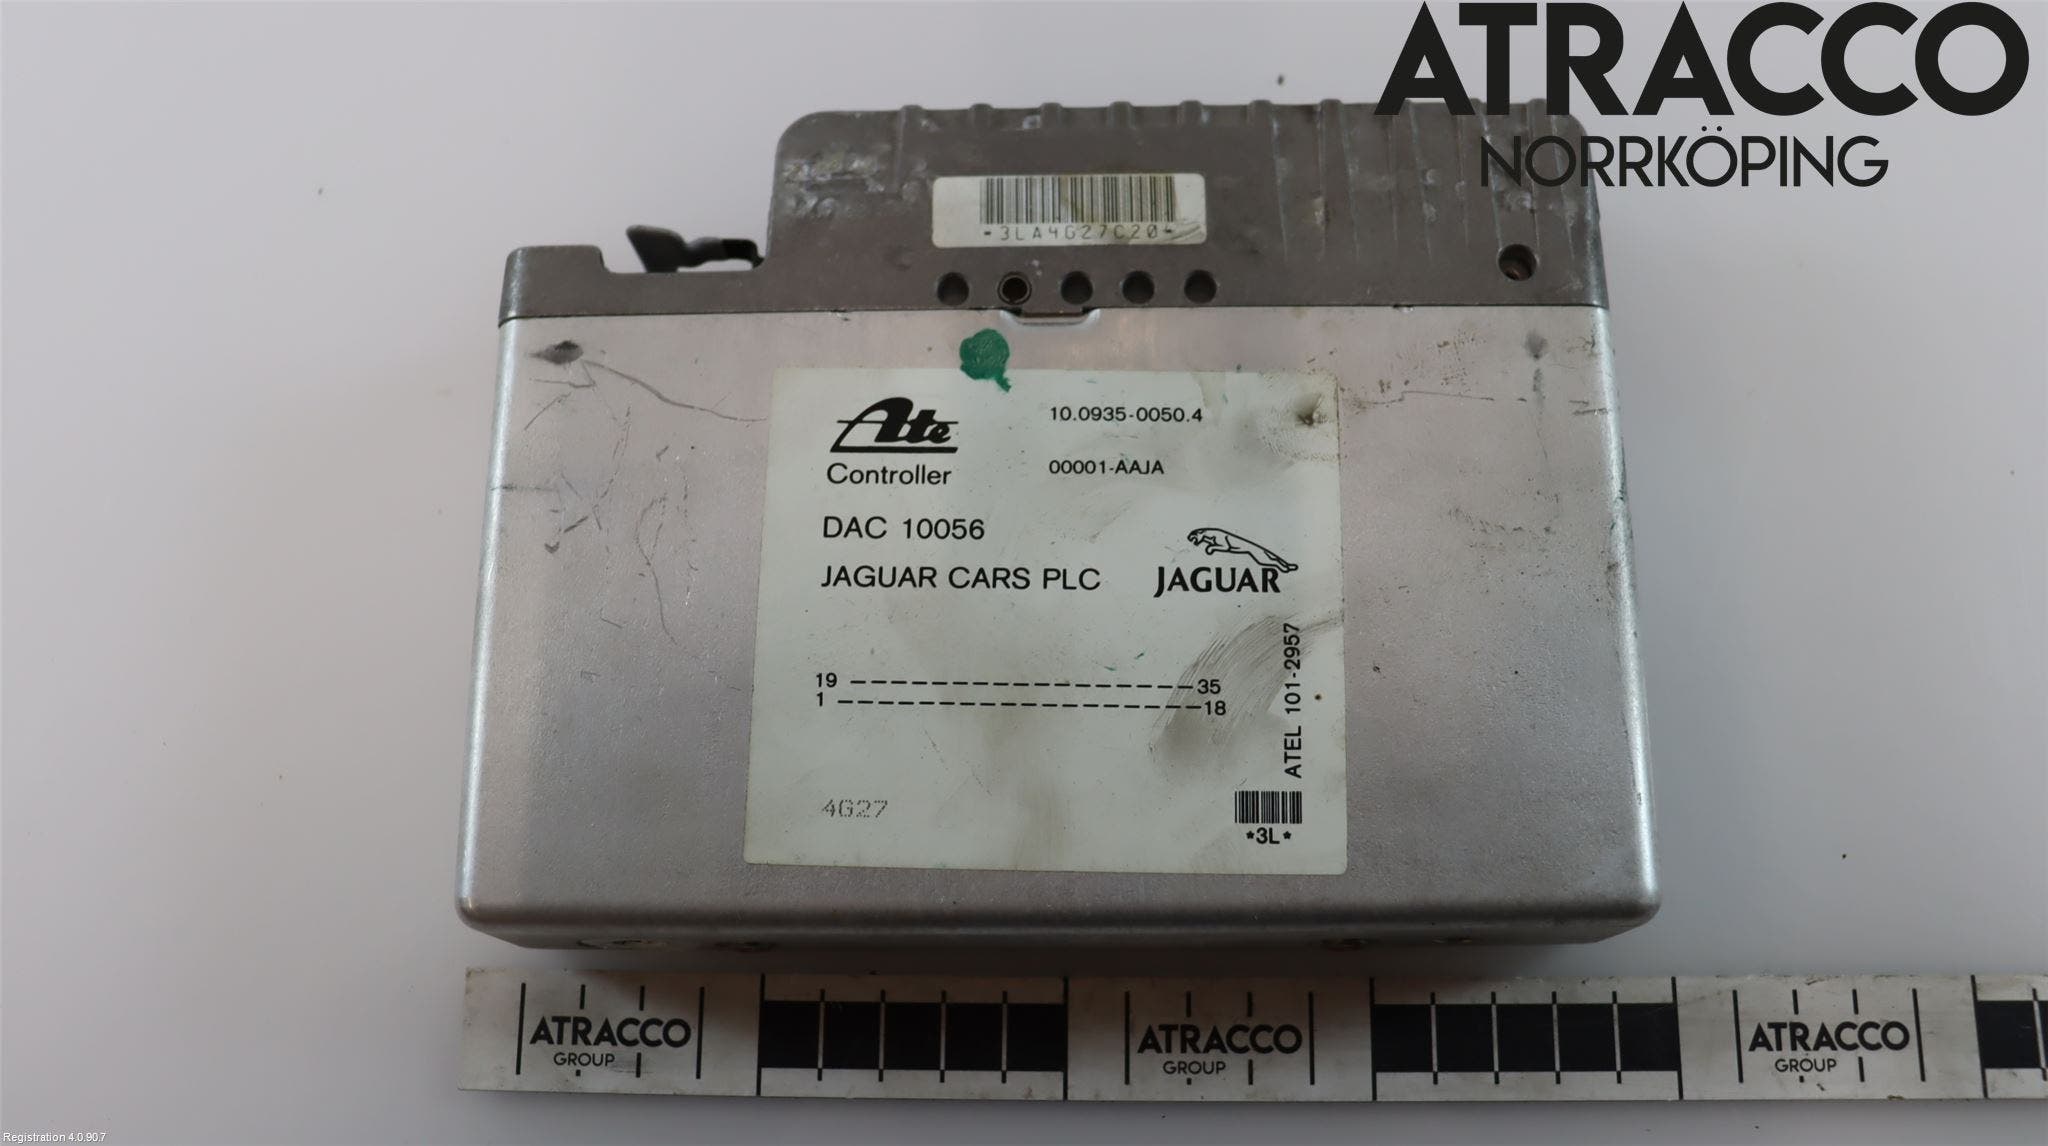 ATRACCO
NORRKÖPING
*3LA4G27C20*
Ate
Controller
10.0935-0050.4
00001-AAJA
DAC 10056
JAGUAR CARS PLC
JAGUAR
19 ------------------- 35
1 -------------------- 18
ATEL 101-2957
4G27
*3L*
ATRACCO
GROUP
ATRACCO
GROUP
ATRACCO
GROUP
Registration 4.0.90.7